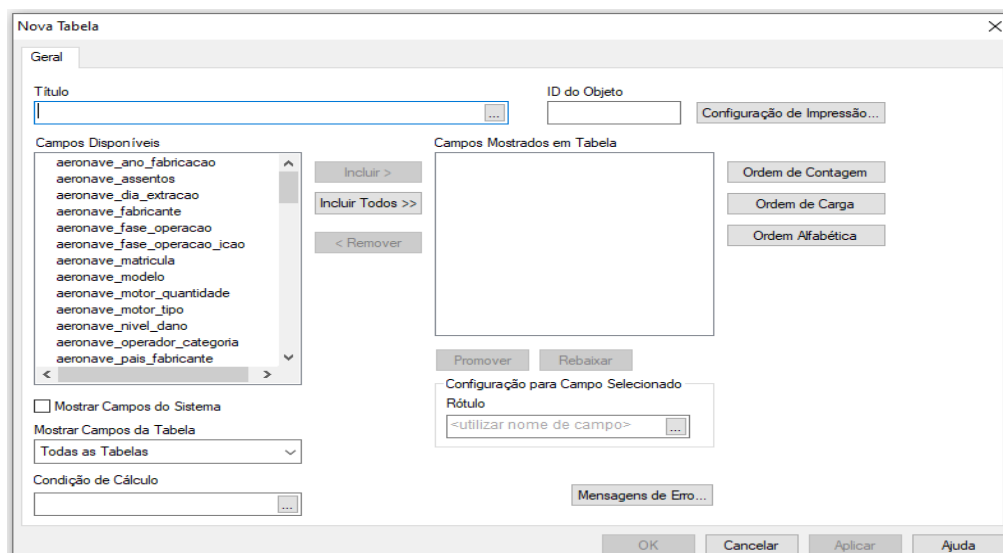 Nova Tabela
Geral
Título
...
ID do Objeto
Configuração de Impressão...
Campos Disponíveis
aeronave_ano_fabricacao
aeronave_assentos
aeronave_dia_extracao
aeronave_fabricante
aeronave_fase_operacao
aeronave_fase_operacao_icao
aeronave_matricula
aeronave_modelo
aeronave_motor_quantidade
aeronave_motor_tipo
aeronave_nivel_dano
aeronave_operador_categoria
aeronave_pais_fabricante
Incluir >
Incluir Todos >>
< Remover
Campos Mostrados em Tabela
Ordem de Contagem
Ordem de Carga
Ordem Alfabética
Promover
Rebaixar
Configuração para Campo Selecionado
Rótulo
<utilizar nome de campo>
...
Mostrar Campos do Sistema
Mostrar Campos da Tabela
Todas as Tabelas
Condição de Cálculo
...
Mensagens de Erro...
OK
Cancelar
Aplicar
Ajuda